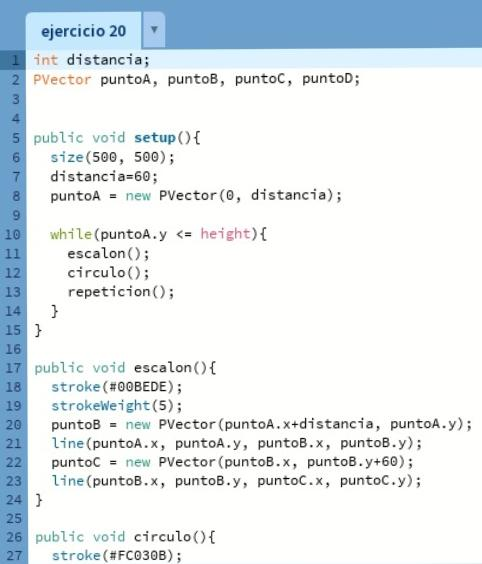 ejercicio 20
1 int distancia;
2 PVector puntoA, puntoB, puntoC, puntoD;
3
4
5 public void setup(){
6 size(500, 500);
7 distancia=60;
8 puntoA = new PVector(0, distancia);
9
10 while(puntoA.y <= height){
11 escalon();
12 circulo();
13 repeticion();
14 }
15 }
16
17 public void escalon(){
18 stroke(#00BEDE);
19 strokeWeight(5);
20 puntoB = new PVector(puntoA.x+distancia, puntoA.y);
21 line(puntoA.x, puntoA.y, puntoB.x, puntoB.y);
22 puntoC = new PVector(puntoB.x, puntoB.y+60);
23 line(puntoB.x, puntoB.y, puntoC.x, puntoC.y);
24 }
25
26 public void circulo(){
27 stroke(#FC030B);